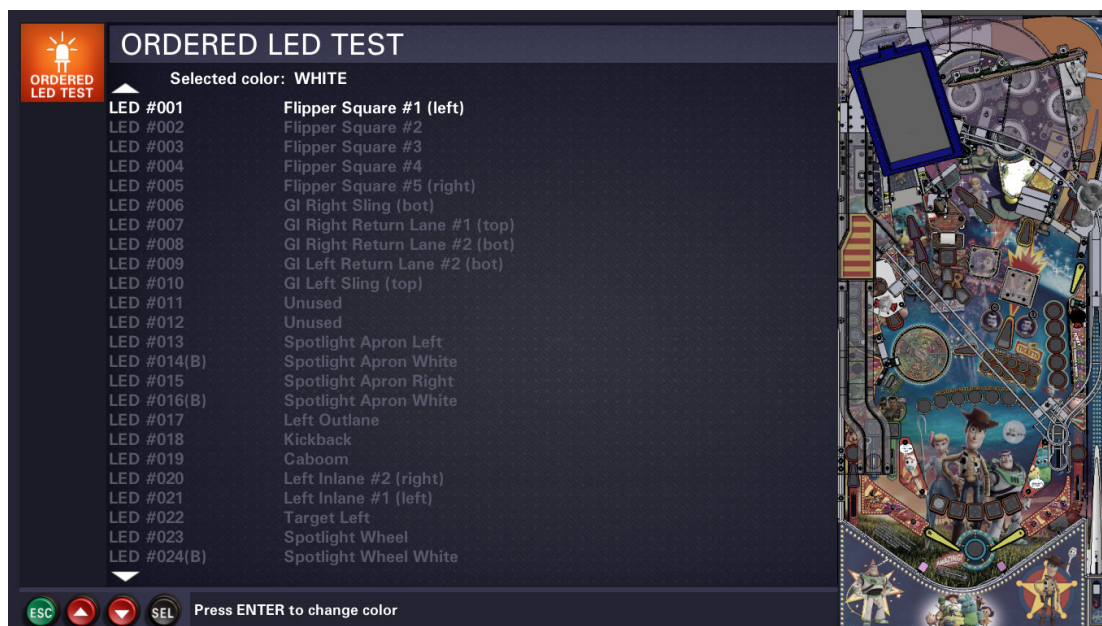 ORDERED LED TEST
ORDERED
LED TEST
Selected color: WHITE
LED #001 Flipper Square #1 (left)
LED #002 Flipper Square #2
LED #003 Flipper Square #3
LED #004 Flipper Square #4
LED #005 Flipper Square #5 (right)
LED #006 GI Right Sling (bot)
LED #007 GI Right Return Lane #1 (top)
LED #008 GI Right Return Lane #2 (bot)
LED #009 GI Left Return Lane #2 (bot)
LED #010 GI Left Sling (top)
LED #011 Unused
LED #012 Unused
LED #013 Spotlight Apron Left
LED #014(B) Spotlight Apron White
LED #015 Spotlight Apron Right
LED #016(B) Spotlight Apron White
LED #017 Left Outlane
LED #018 Kickback
LED #019 Caboom
LED #020 Left Inlane #2 (right)
LED #021 Left Inlane #1 (left)
LED #022 Target Left
LED #023 Spotlight Wheel
LED #024(B) Spotlight Wheel White
ESC SEL Press ENTER to change color
TICKETS
AMAZING!